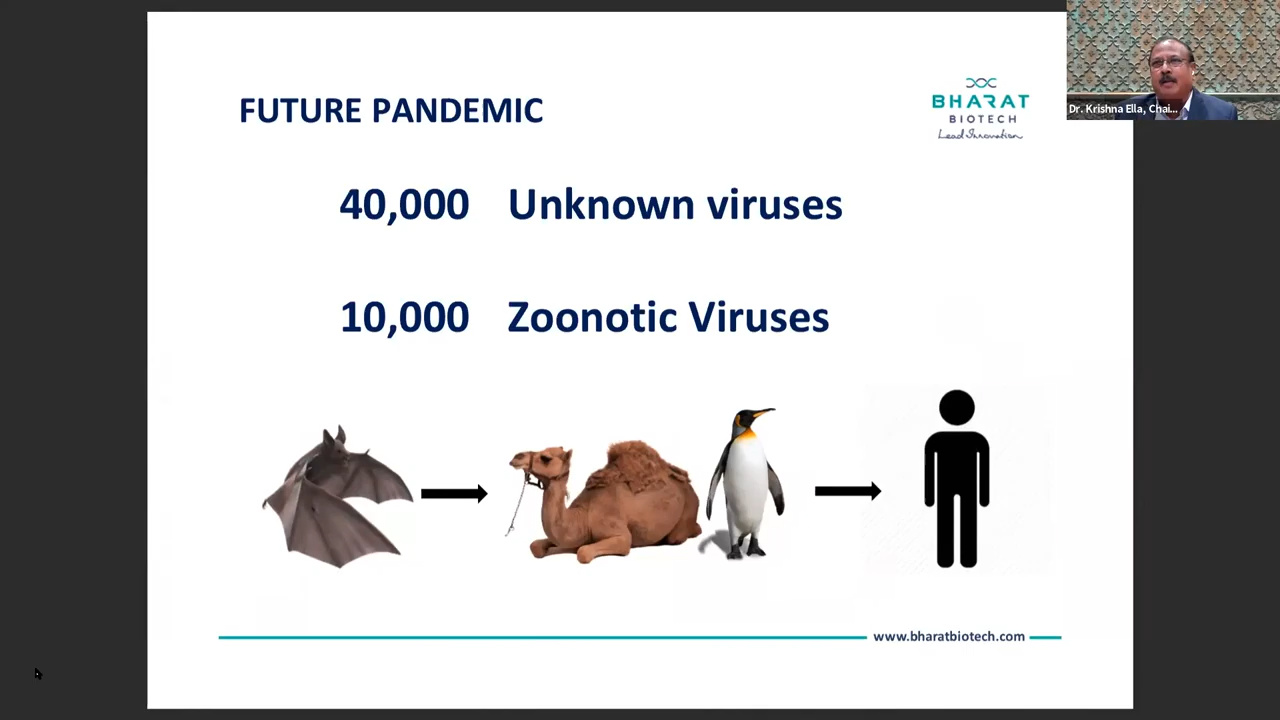 FUTURE PANDEMIC
BHARAT
BIOTECH
Lead Innovation
Dr. Krishna Ella, Chai...
40,000 Unknown viruses
10,000 Zoonotic Viruses
www.bharatbiotech.com